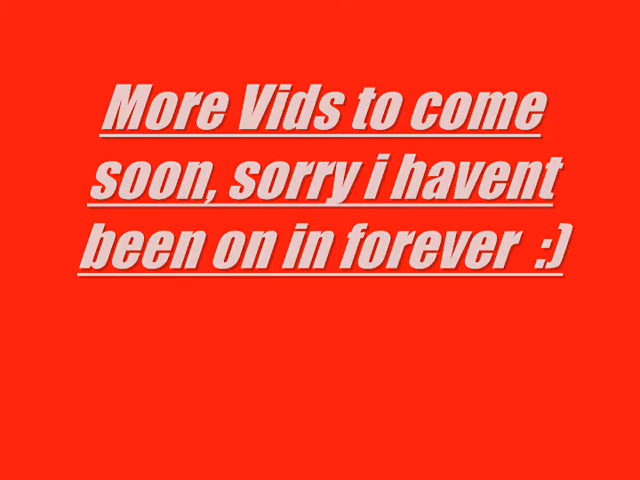 More Vids to come
soon, sorry i havent
been on in forever :)